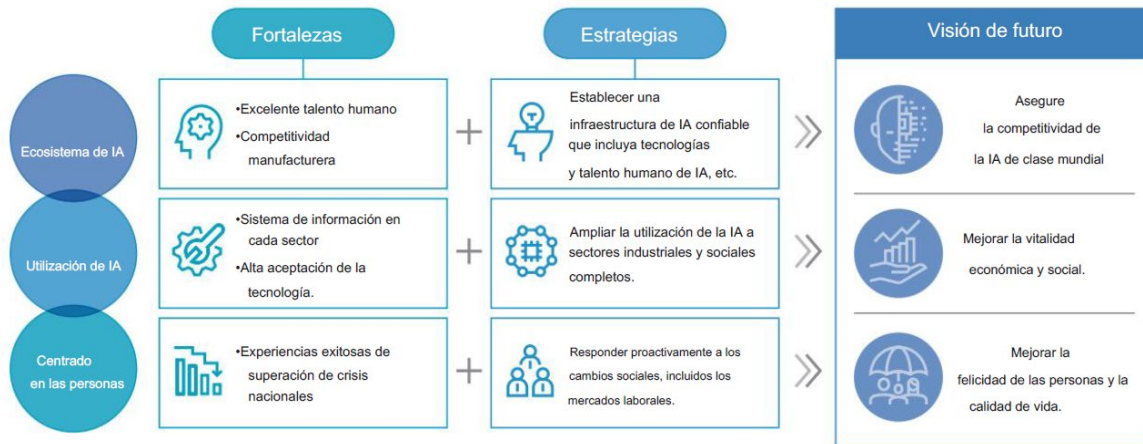 Fortalezas
Estrategias
Visión de futuro
Ecosistema de IA
•Excelente talento humano
•Competitividad
manufacturera
+
Establecer una
infraestructura de IA confiable
que incluya tecnologías
y talento humano de IA, etc.
Asegure
la competitividad de
la IA de clase mundial
Utilización de IA
•Sistema de información en
cada sector
•Alta aceptación de la
tecnología.
+
Ampliar la utilización de la IA a
sectores industriales y sociales
completos.
Mejorar la vitalidad
económica y social.
Centrado
en las personas
•Experiencias exitosas de
superación de crisis
nacionales
+
Responder proactivamente a los
cambios sociales, incluidos los
mercados laborales.
Mejorar la
felicidad de las personas y la
calidad de vida.